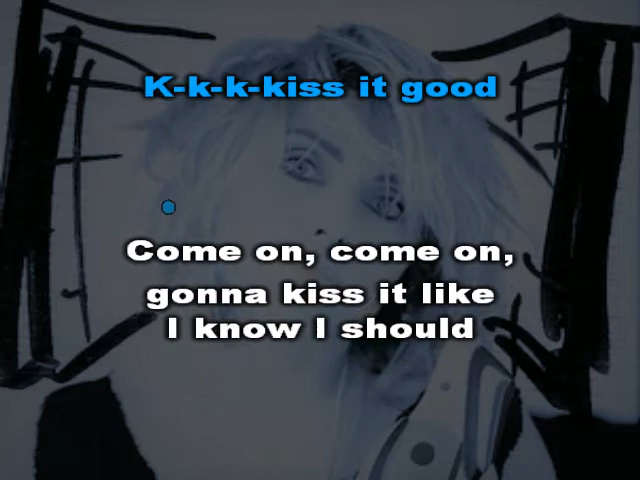 K-k-k-kiss it good
Come on, come on,
gonna kiss it like
I know I should